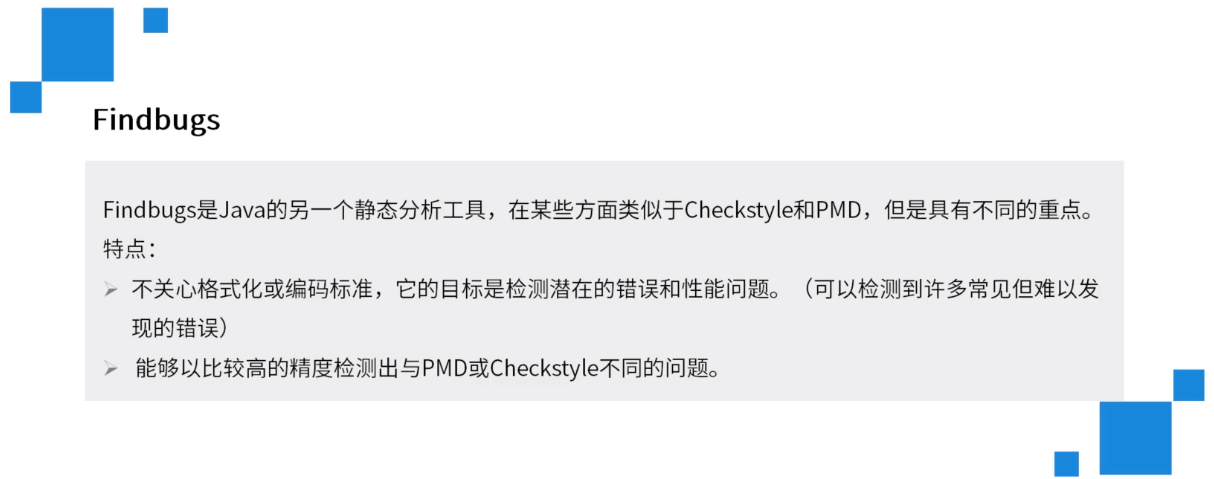 Findbugs
Findbugs是Java的另一个静态分析工具，在某些方面类似于Checkstyle和PMD，但是具有不同的重点。
特点：
不关心格式化或编码标准，它的目标是检测潜在的错误和性能问题。（可以检测到许多常见但难以发
现的错误）
能够以比较高的精度检测出与PMD或Checkstyle不同的问题。